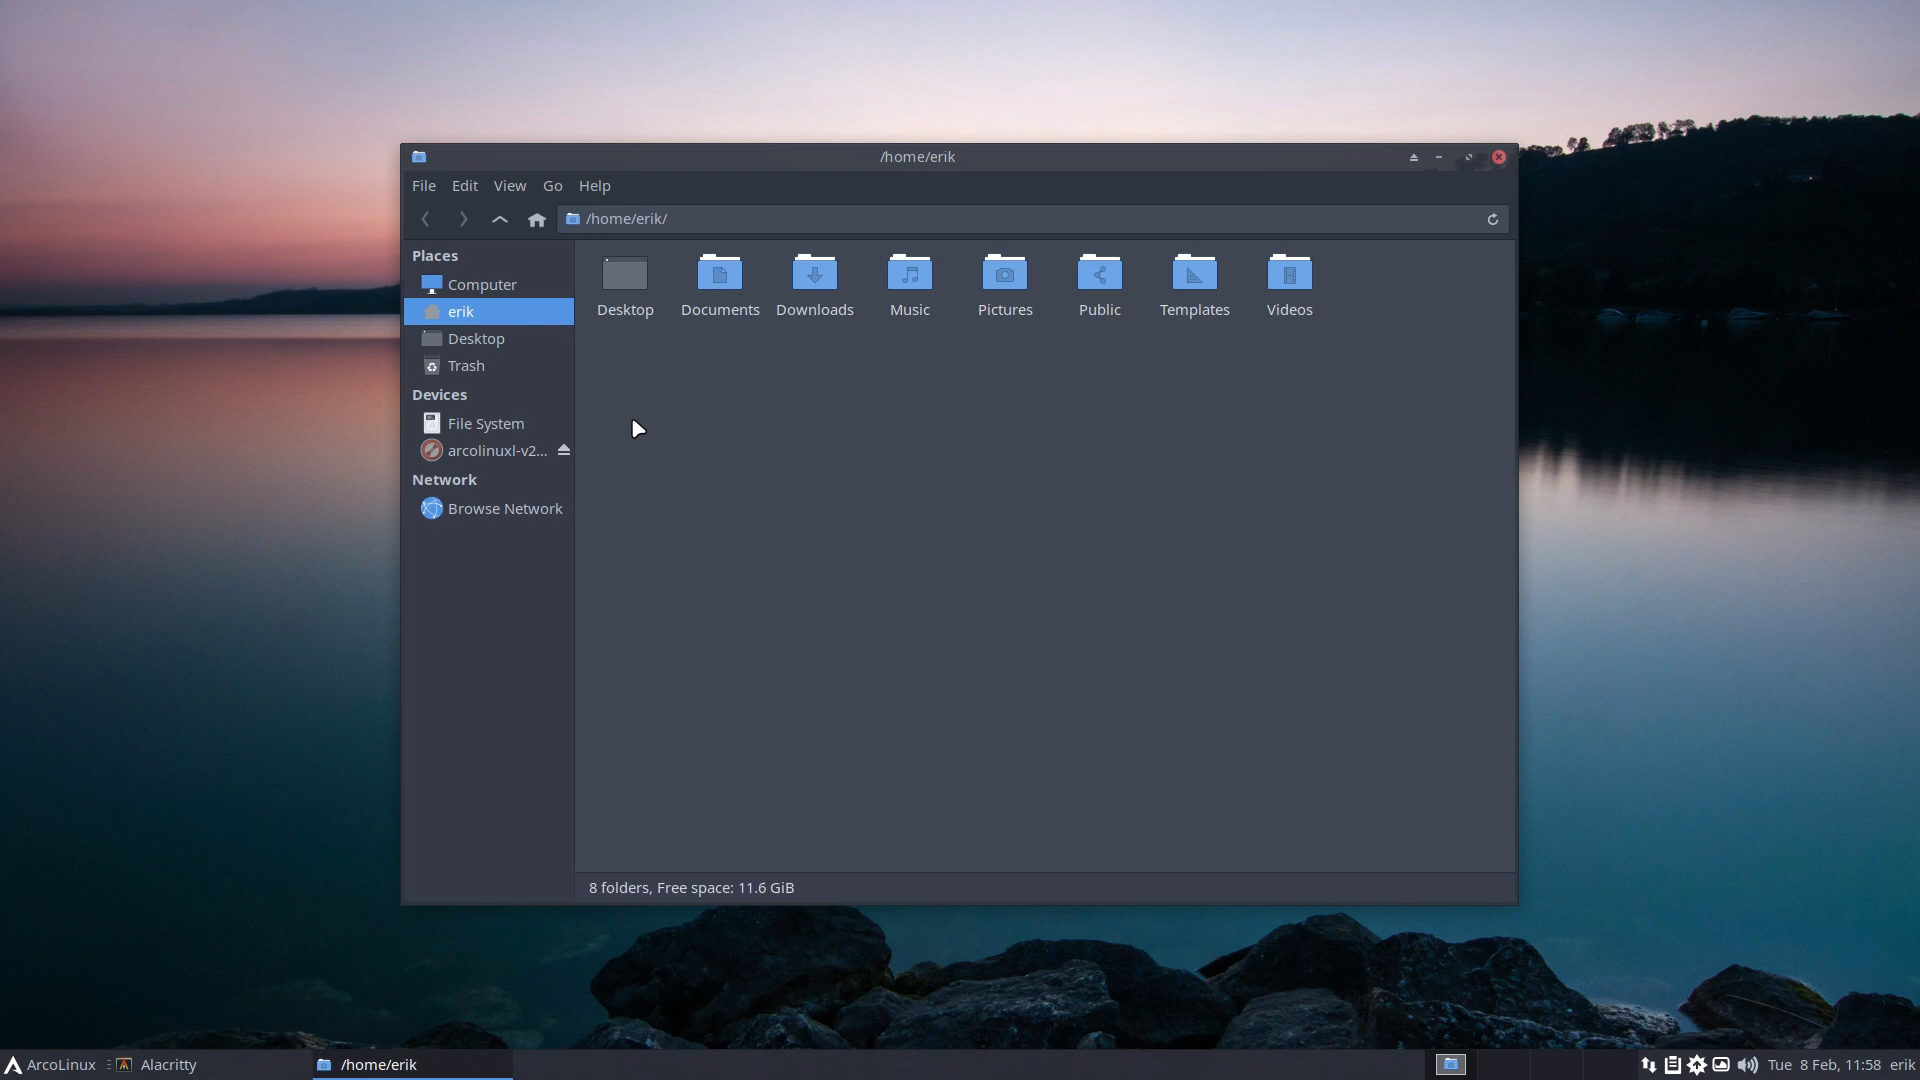 /home/erik
File Edit View Go Help
/home/erik/
Places
Computer
erik
Desktop
Trash
Devices
File System
arcolinuxl-v2...
Network
Browse Network
Desktop Documents Downloads Music Pictures Public Templates Videos
8 folders, Free space: 11.6 GiB
ArcoLinux Alacritty /home/erik Tue 8 Feb, 11:58 erik